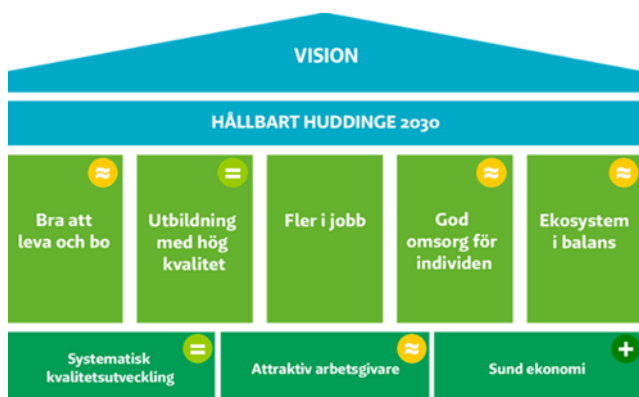 VISION
HÅLLBART HUDDINGE 2030
≈
Bra att
leva och bo
=
Utbildning
med hög
kvalitet
Fler i jobb
≈
God
omsorg för
individen
≈
Ekosystem
i balans
=
Systematisk
kvalitetsutveckling
≈
Attraktiv arbetsgivare
+
Sund ekonomi